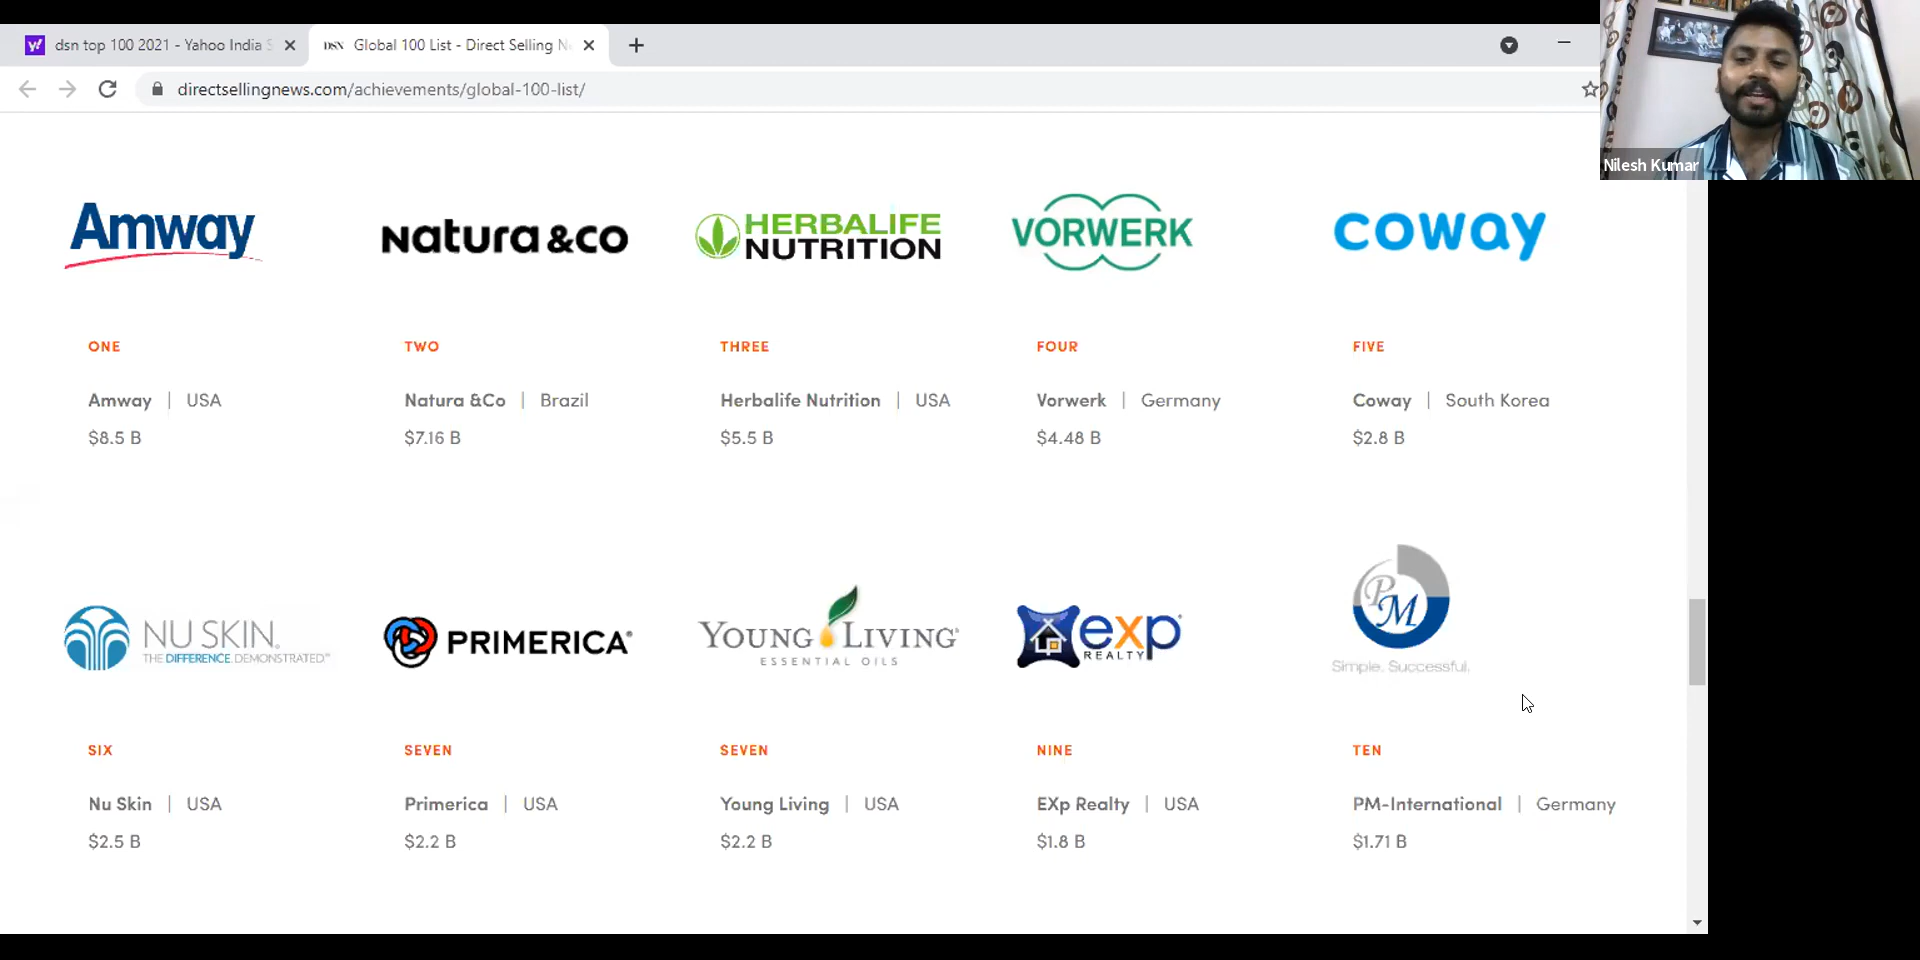 dsn top 100 2021 - Yahoo India S
DSN Global 100 List - Direct Selling N
directsellingnews.com/achievements/global-100-list/
Nilesh Kumar
Amway
Natura &co
HERBALIFE
NUTRITION
VORWERK
coway
ONE
TWO
THREE
FOUR
FIVE
Amway | USA
Natura &Co | Brazil
Herbalife Nutrition | USA
Vorwerk | Germany
Coway | South Korea
$8.5 B
$7.16 B
$5.5 B
$4.48 B
$2.8 B
NU SKIN®
THE DIFFERENCE. DEMONSTRATED™
PRIMERICA®
YOUNG LIVING®
ESSENTIAL OILS
exp®
REALTY
PM
Simple. Successful.
SIX
SEVEN
SEVEN
NINE
TEN
Nu Skin | USA
Primerica | USA
Young Living | USA
EXp Realty | USA
PM-International | Germany
$2.5 B
$2.2 B
$2.2 B
$1.8 B
$1.71 B